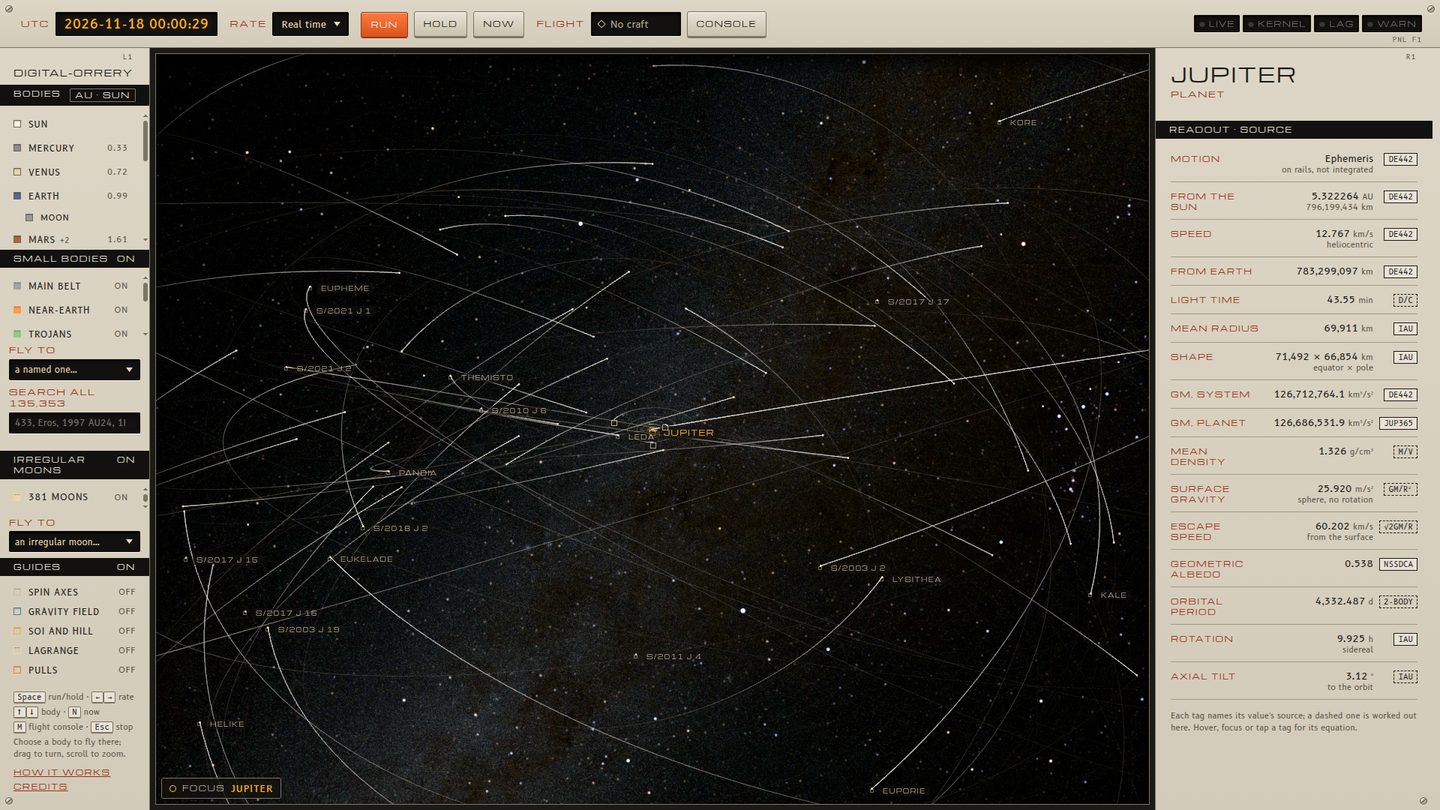 UTC 2026-11-18 00:00:29 RATE Real time RUN HOLD NOW FLIGHT ◇ No craft CONSOLE LIVE KERNEL LAG WARN
PNL F1
L1
DIGITAL-ORRERY
BODIES AU · SUN
SUN
MERCURY 0.33
VENUS 0.72
EARTH 0.99
MOON
MARS +2 1.61
SMALL BODIES ON
MAIN BELT ON
NEAR-EARTH ON
TROJANS ON
FLY TO
a named one...
SEARCH ALL
135,353
433, Eros, 1997 AU24, 1I
IRREGULAR MOONS ON
381 MOONS ON
FLY TO
an irregular moon...
GUIDES ON
SPIN AXES OFF
GRAVITY FIELD OFF
SOI AND HILL OFF
LAGRANGE OFF
PULLS OFF
Space run/hold · ← → rate
↑ ↓ body · N now
M flight console · Esc stop
Choose a body to fly there;
drag to turn, scroll to zoom.
HOW IT WORKS
CREDITS
KORE
EUPHEME
S/2017 J 17
S/2021 J 1
S/2021 J 2
THEMISTO
S/2010 J 6
JUPITER
LEDA
PANDIA
S/2018 J 2
S/2017 J 15
EUKELADE
S/2003 J 2
LYSITHEA
KALE
S/2017 J 16
S/2003 J 19
S/2011 J 4
HELIKE
EUPORIE
FOCUS JUPITER
R1
JUPITER
PLANET
READOUT · SOURCE
MOTION Ephemeris DE442
on rails, not integrated
FROM THE SUN 5.322264 AU DE442
796,199,434 km
SPEED 12.767 km/s DE442
heliocentric
FROM EARTH 783,299,097 km DE442
LIGHT TIME 43.55 min D/C
MEAN RADIUS 69,911 km IAU
SHAPE 71,492 × 66,854 km IAU
equator × pole
GM, SYSTEM 126,712,764.1 km³/s² DE442
GM, PLANET 126,686,531.9 km³/s² JUP365
MEAN DENSITY 1.326 g/cm³ M/V
SURFACE GRAVITY 25.920 m/s² GM/R²
sphere, no rotation
ESCAPE SPEED 60.202 km/s √2GM/R
from the surface
GEOMETRIC ALBEDO 0.538 NSSDCA
ORBITAL PERIOD 4,332.487 d 2-BODY
ROTATION 9.925 h IAU
sidereal
AXIAL TILT 3.12 ° IAU
to the orbit
Each tag names its value's source; a dashed one is worked out
here. Hover, focus or tap a tag for its equation.